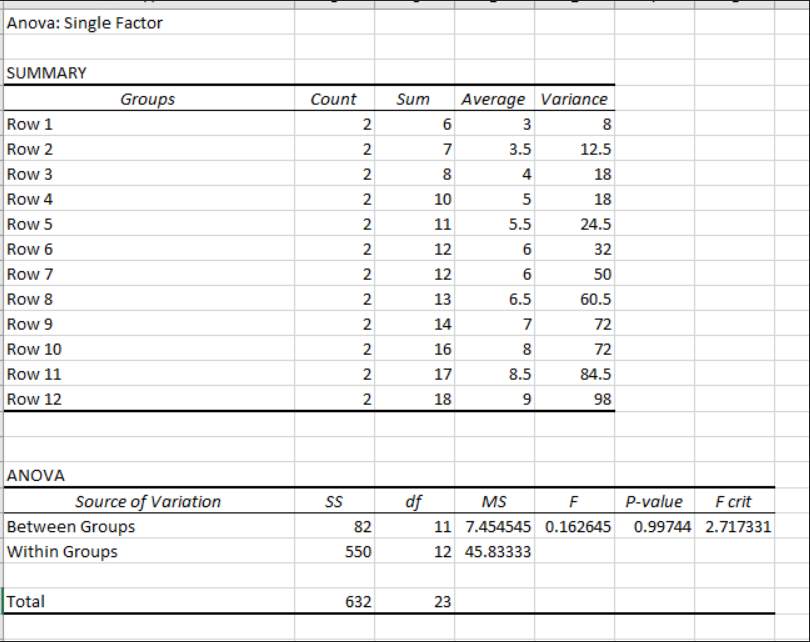 Anova: Single Factor
SUMMARY
Groups Count Sum Average Variance
Row 1 2 6 3 8
Row 2 2 7 3.5 12.5
Row 3 2 8 4 18
Row 4 2 10 5 18
Row 5 2 11 5.5 24.5
Row 6 2 12 6 32
Row 7 2 12 6 50
Row 8 2 13 6.5 60.5
Row 9 2 14 7 72
Row 10 2 16 8 72
Row 11 2 17 8.5 84.5
Row 12 2 18 9 98
ANOVA
Source of Variation SS df MS F P-value F crit
Between Groups 82 11 7.454545 0.162645 0.99744 2.717331
Within Groups 550 12 45.83333
Total 632 23